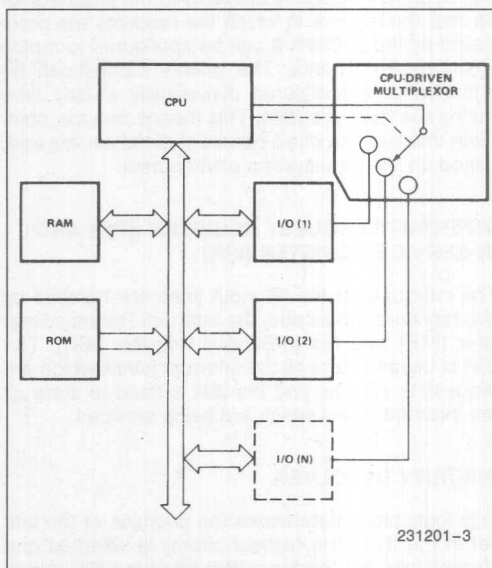 CPU
CPU-DRIVEN
MULTIPLEXOR
RAM
I/O (1)
ROM
I/O (2)
I/O (N)
231201-3